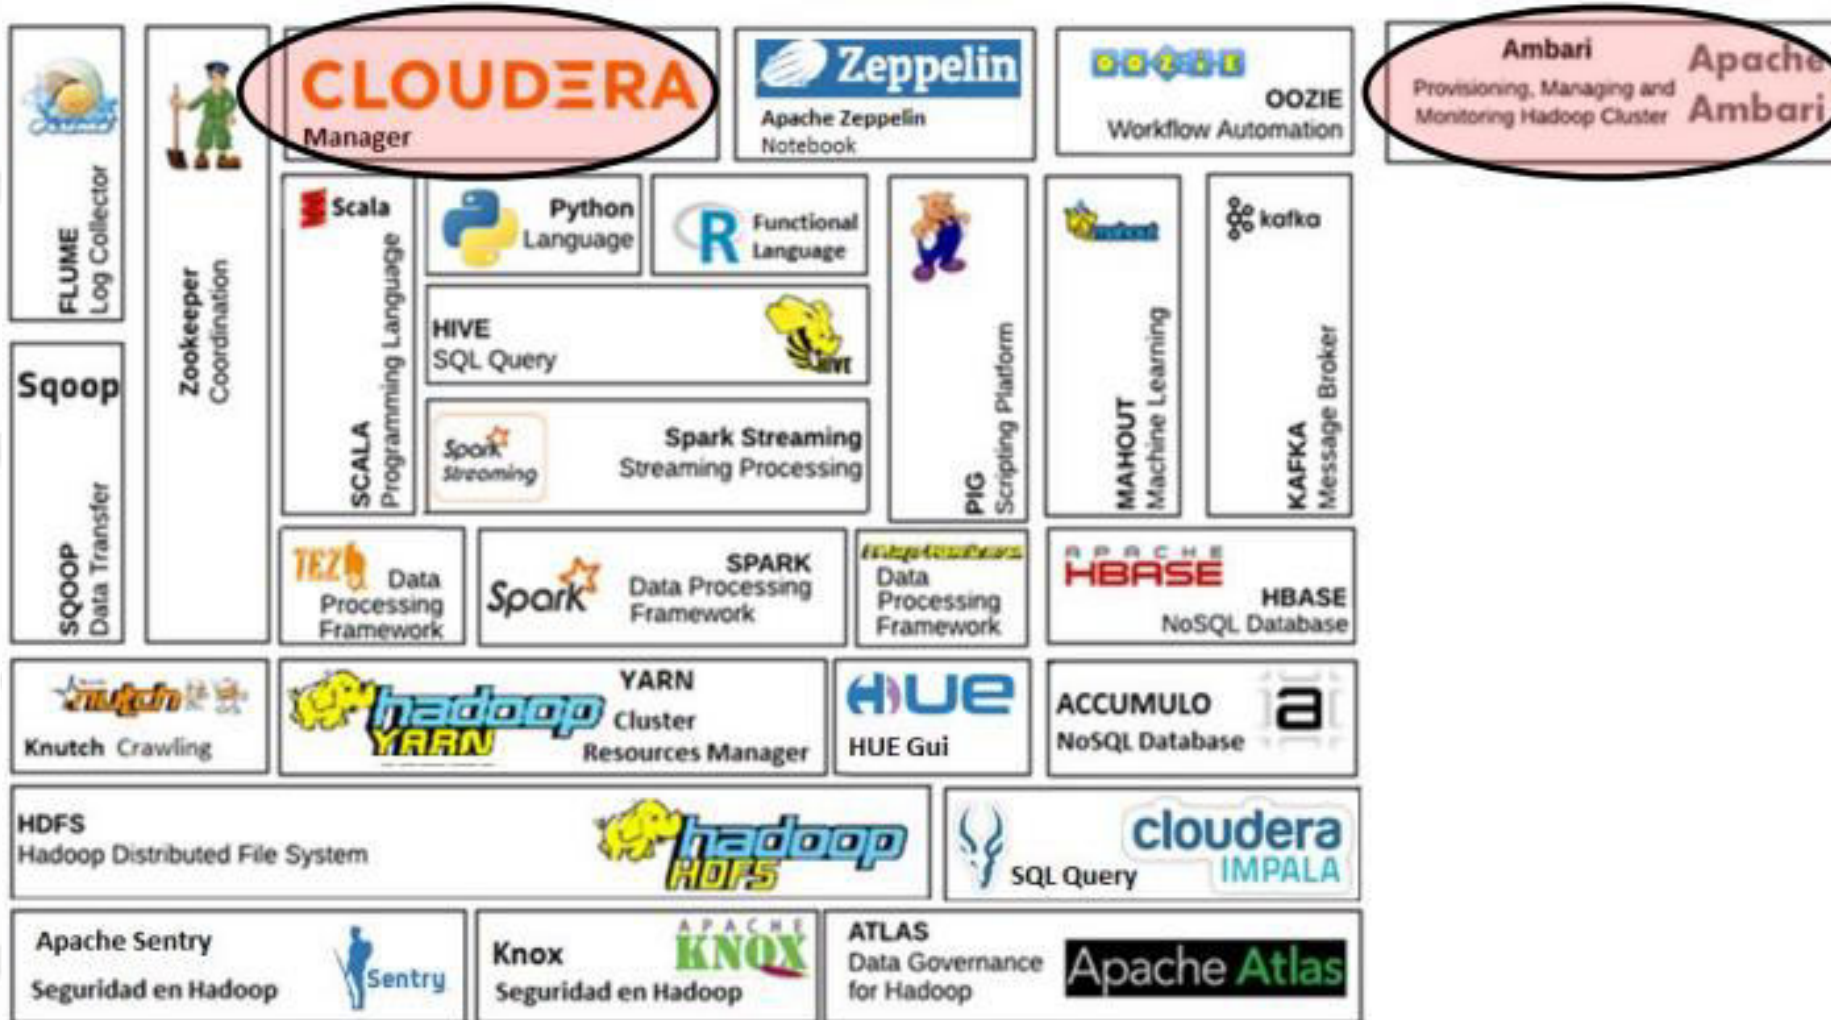 CLOUDERA
Manager
Zeppelin
Apache Zeppelin
Notebook
OOZIE
OOZIE
Workflow Automation
Ambari
Provisioning, Managing and
Monitoring Hadoop Cluster
Apache
Ambari
FLUME
Log Collector
Zookeeper
Coordination
Scala
SCALA
Programming Language
Python
Language
R
Functional
Language
HIVE
SQL Query
HIVE
Spark
Streaming
Spark Streaming
Streaming Processing
PIG
Scripting Platform
mahout
MAHOUT
Machine Learning
kafka
KAFKA
Message Broker
Sqoop
SQOOP
Data Transfer
TEZ
Data
Processing
Framework
Spark
SPARK
Data Processing
Framework
Data
Processing
Framework
APACHE
HBASE
HBASE
NoSQL Database
nutch
Knutch Crawling
hadoop
YARN
YARN
Cluster
Resources Manager
HUE
HUE Gui
ACCUMULO
NoSQL Database
a
HDFS
Hadoop Distributed File System
hadoop
HDFS
SQL Query
cloudera
IMPALA
Apache Sentry
Seguridad en Hadoop
Sentry
Knox
Seguridad en Hadoop
APACHE
KNOX
ATLAS
Data Governance
for Hadoop
Apache Atlas